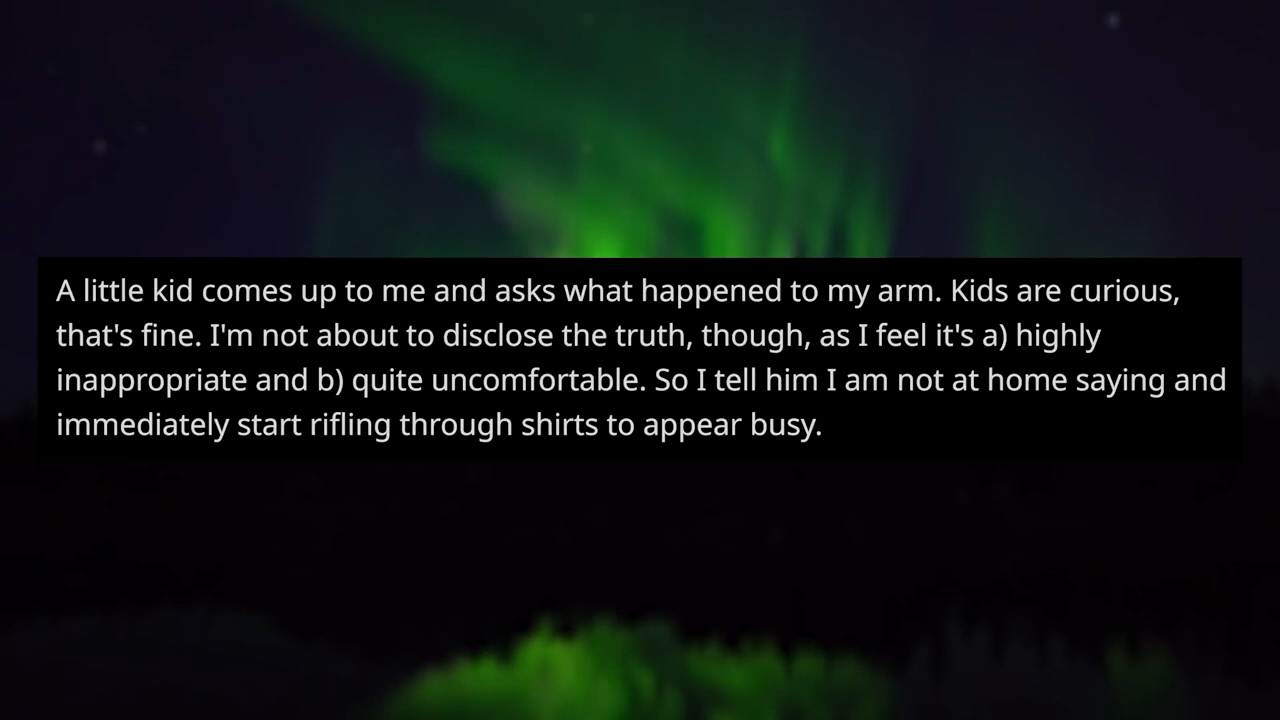 A little kid comes up to me and asks what happened to my arm. Kids are curious,
that's fine. I'm not about to disclose the truth, though, as I feel it's a) highly
inappropriate and b) quite uncomfortable. So I tell him I am not at home saying and
immediately start rifling through shirts to appear busy.